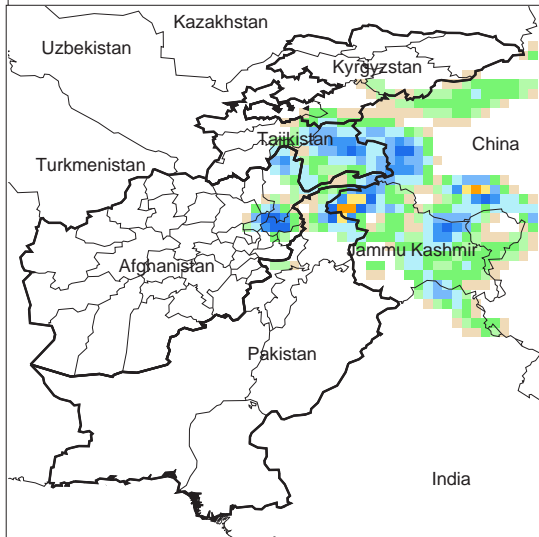 Kazakhstan
Uzbekistan
Kyrgyzstan
Tajikistan
China
Turkmenistan
Jammu Kashmir
Afghanistan
Pakistan
India